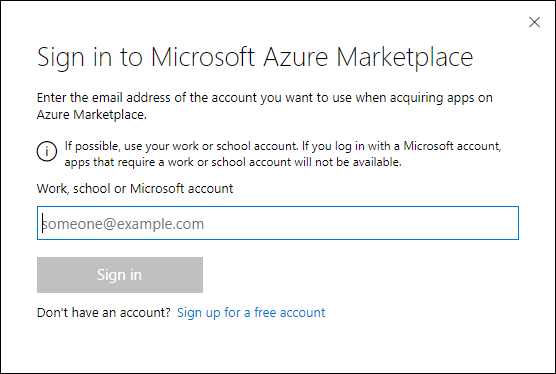 Sign in to Microsoft Azure Marketplace
Enter the email address of the account you want to use when acquiring apps on
Azure Marketplace.
If possible, use your work or school account. If you log in with a Microsoft account,
apps that require a work or school account will not be available.
Work, school or Microsoft account
someone@example.com
Sign in
Don't have an account? Sign up for a free account